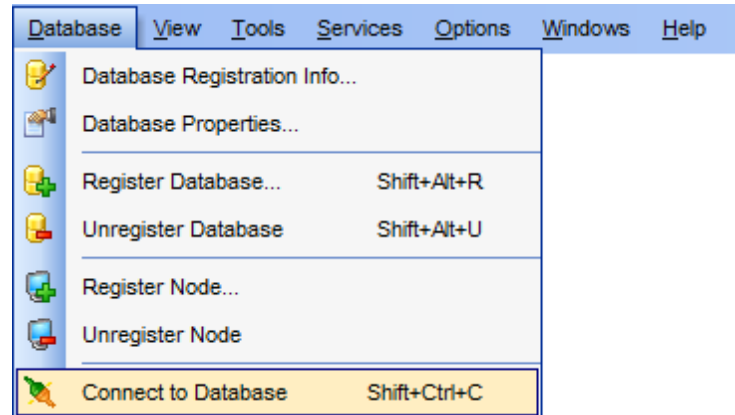 Database View Tools Services Options Windows Help
Database Registration Info...
Database Properties...
Register Database... Shift+Alt+R
Unregister Database Shift+Alt+U
Register Node...
Unregister Node
Connect to Database Shift+Ctrl+C